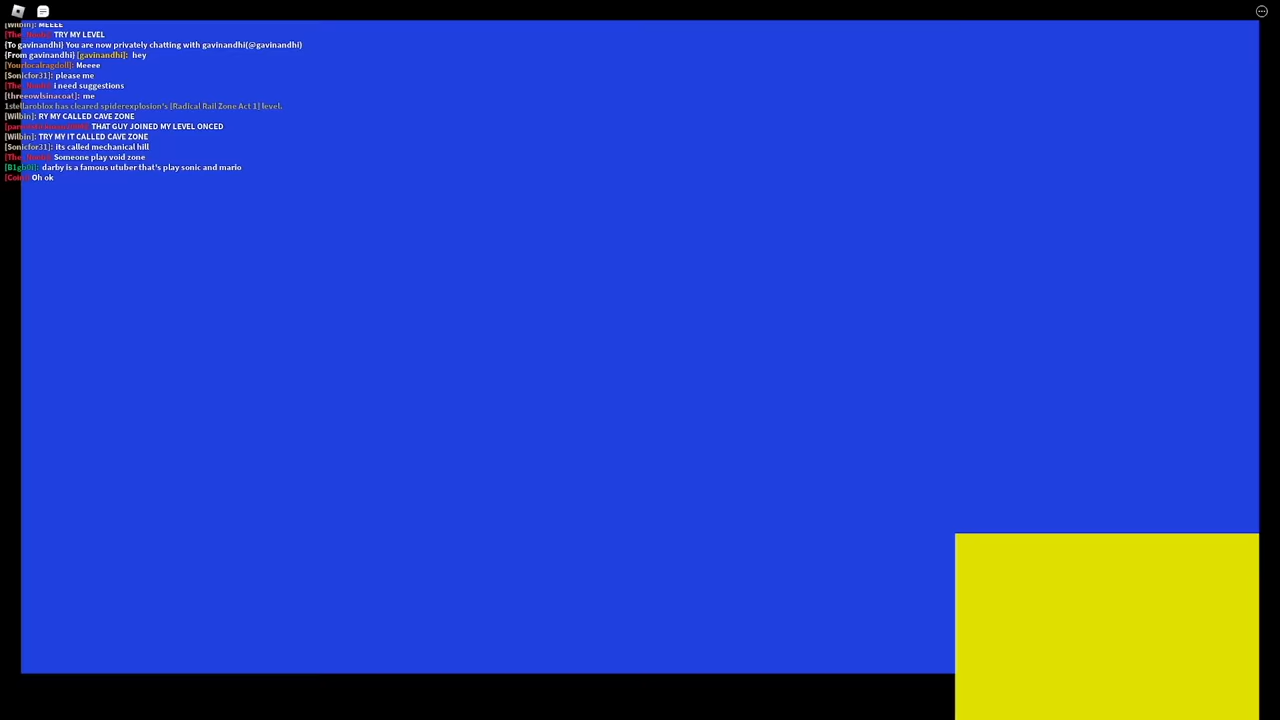 [Wilbin]: MEEEE
TRY MY LEVEL
{To gavinandhi} You are now privately chatting with gavinandhi(@gavinandhi)
{From gavinandhi} [gavinandhi]: hey
[Yourlocalragdoll]: Meeee
[Sonicfor31]: please me
i need suggestions
[threeowlsinacoat]: me
1stellaroblox has cleared spiderexplosion's [Radical Rail Zone Act 1] level.
[Wilbin]: RY MY CALLED CAVE ZONE
THAT GUY JOINED MY LEVEL ONCED
[Wilbin]: TRY MY IT CALLED CAVE ZONE
[Sonicfor31]: its called mechanical hill
Someone play void zone
darby is a famous utuber that's play sonic and mario
Oh ok